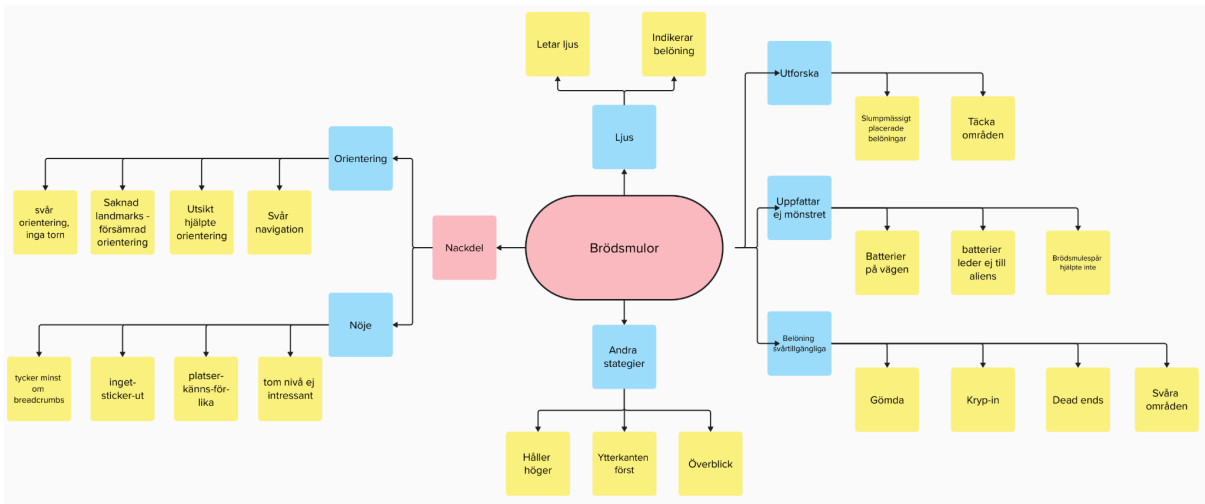 Letar ljus
Indikerar
belöning
Ljus
Utforska
Slumpmässigt
placerade
belöningar
Täcka
områden
Orientering
svår
orientering,
inga torn
Saknad
landmarks -
försämrad
orientering
Utsikt
hjälpte
orientering
Svår
navigation
Nackdel
Brödsmulor
Uppfattar
ej mönstret
Batterier
på vägen
batterier
leder ej till
aliens
Brödsmulespår
hjälpte inte
Nöje
tycker minst
om
breadcrumbs
inget-
sticker-ut
platser-
känns-för-
lika
tom nivå ej
intressant
Andra
stategier
Håller
höger
Ytterkanten
först
Överblick
Belöning
svårtillgängliga
Gömda
Kryp-in
Dead ends
Svåra
områden